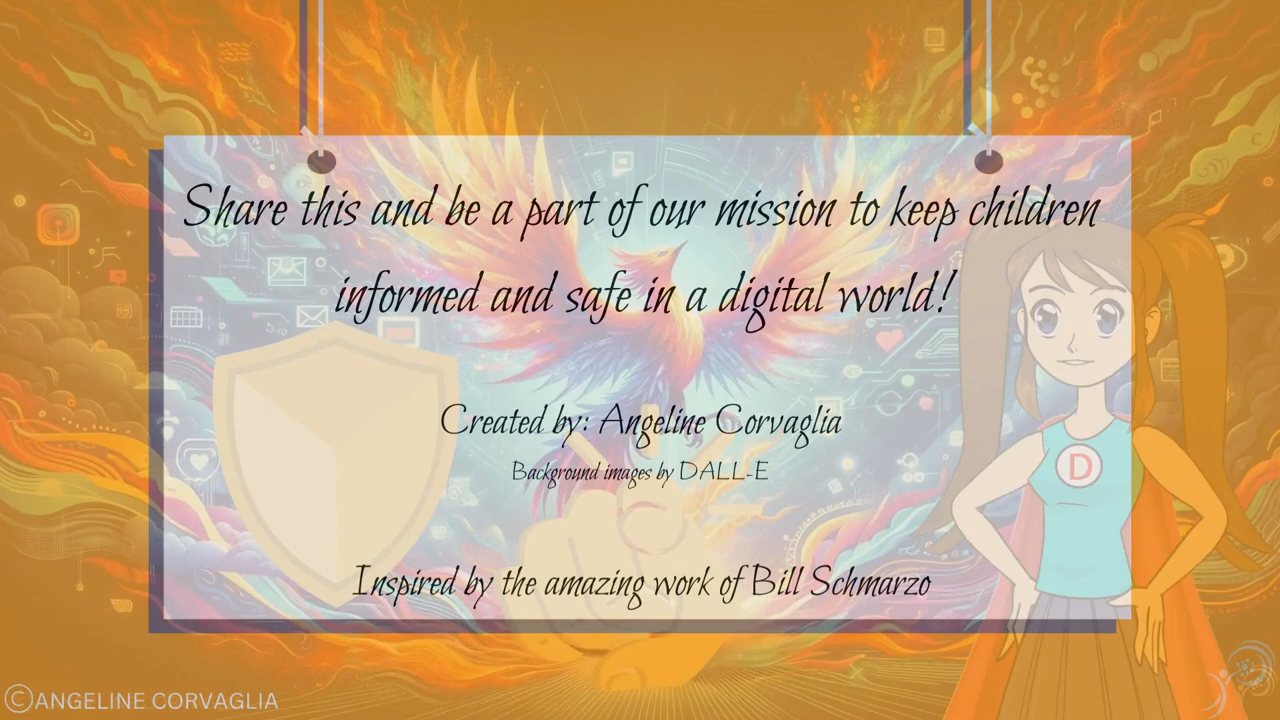 Share this and be a part of our mission to keep children
informed and safe in a digital world!
Created by: Angeline Corvaglia
Background images by DALL-E
Inspired by the amazing work of Bill Schmarzo
D
©ANGELINE CORVAGLIA